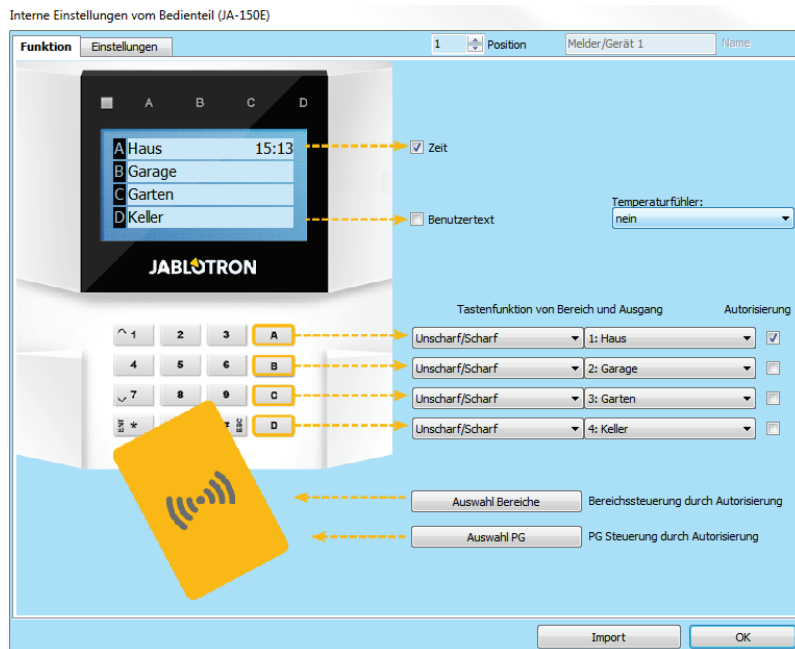 Interne Einstellungen vom Bedienteil (JA-150E)
Funktion Einstellungen 1 Position Melder/Gerät 1 Name
A B C D
A Haus 15:13
B Garage
C Garten
D Keller
JABLOTRON
Zeit
Benutzertext
Temperaturfühler:
nein
Tastenfunktion von Bereich und Ausgang Autorisierung
1 2 3 A
Unscharf/Scharf 1: Haus
4 5 6 B
Unscharf/Scharf 2: Garage
7 8 9 C
Unscharf/Scharf 3: Garten
ENT * ESC D
Unscharf/Scharf 4: Keller
Auswahl Bereiche Bereichssteuerung durch Autorisierung
Auswahl PG PG Steuerung durch Autorisierung
Import OK